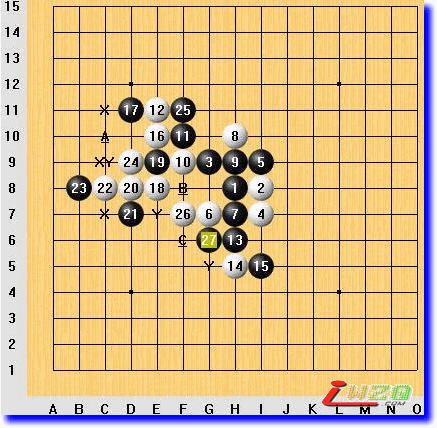 15
14
13
12
11 X 17 12 25
10 A 16 11 8
9 X Y 24 19 10 3 9 5
8 23 22 20 18 B 1 2
7 X 21 Y 26 6 7 4
6 C 27 13
5 Y 14 15
4
3
2
1
A B C D E F G H I J K L M N O
iWZQ.COM